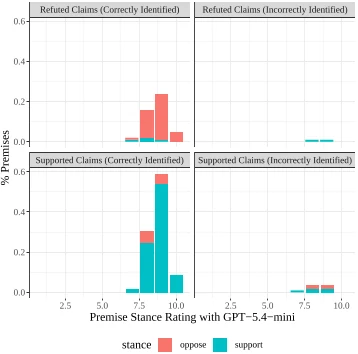 Refuted Claims (Correctly Identified)
Refuted Claims (Incorrectly Identified)
0.6
0.4
0.2
0.0
% Premises
Supported Claims (Correctly Identified)
Supported Claims (Incorrectly Identified)
0.6
0.4
0.2
0.0
2.5 5.0 7.5 10.0
2.5 5.0 7.5 10.0
Premise Stance Rating with GPT−5.4−mini
stance oppose support